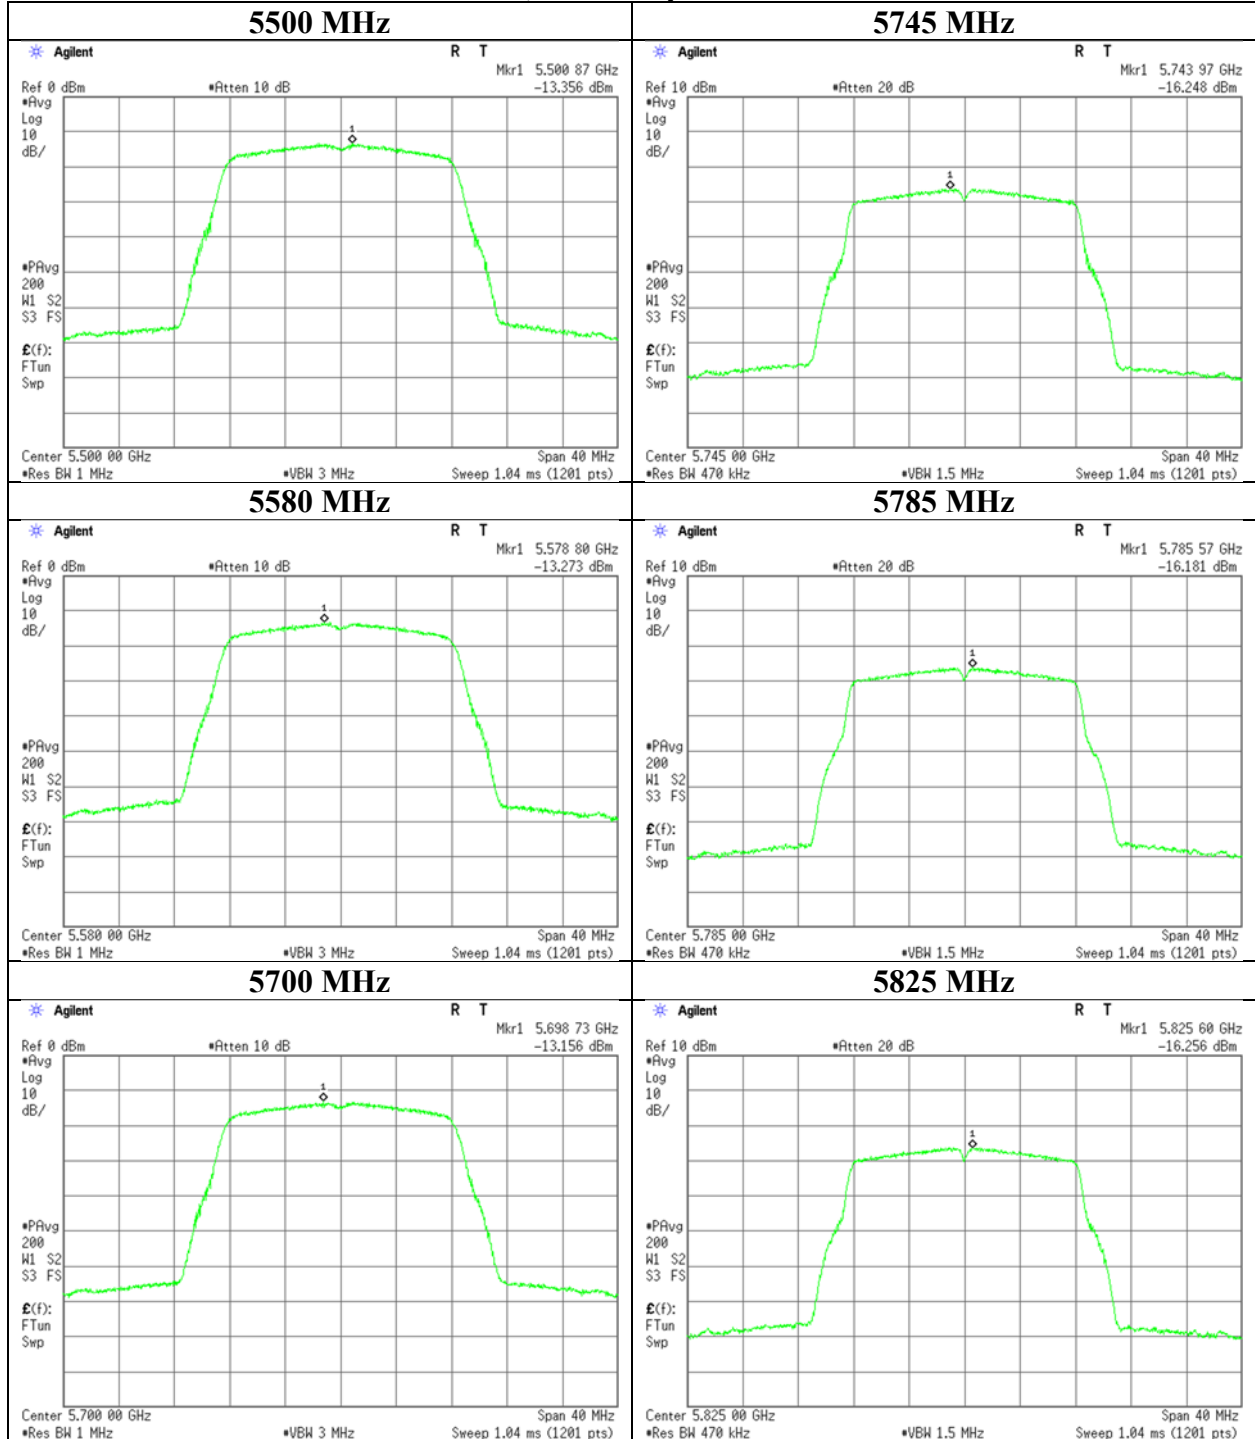 5500 MHz
Agilent R T
Mkr1 5.500 87 GHz
Ref 0 dBm #Atten 10 dB -13.356 dBm
#Avg
Log
10
dB/
1
#PAvg
200
W1 S2
S3 FS
£(f):
FTun
Swp
Center 5.500 00 GHz Span 40 MHz
#Res BW 1 MHz #VBW 3 MHz Sweep 1.04 ms (1201 pts)
5745 MHz
Agilent R T
Mkr1 5.743 97 GHz
Ref 10 dBm #Atten 20 dB -16.248 dBm
#Avg
Log
10
dB/
1
#PAvg
200
W1 S2
S3 FS
£(f):
FTun
Swp
Center 5.745 00 GHz Span 40 MHz
#Res BW 470 kHz #VBW 1.5 MHz Sweep 1.04 ms (1201 pts)
5580 MHz
Agilent R T
Mkr1 5.578 80 GHz
Ref 0 dBm #Atten 10 dB -13.273 dBm
#Avg
Log
10
dB/
1
#PAvg
200
W1 S2
S3 FS
£(f):
FTun
Swp
Center 5.580 00 GHz Span 40 MHz
#Res BW 1 MHz #VBW 3 MHz Sweep 1.04 ms (1201 pts)
5785 MHz
Agilent R T
Mkr1 5.785 57 GHz
Ref 10 dBm #Atten 20 dB -16.181 dBm
#Avg
Log
10
dB/
1
#PAvg
200
W1 S2
S3 FS
£(f):
FTun
Swp
Center 5.785 00 GHz Span 40 MHz
#Res BW 470 kHz #VBW 1.5 MHz Sweep 1.04 ms (1201 pts)
5700 MHz
Agilent R T
Mkr1 5.698 73 GHz
Ref 0 dBm #Atten 10 dB -13.156 dBm
#Avg
Log
10
dB/
1
#PAvg
200
W1 S2
S3 FS
£(f):
FTun
Swp
Center 5.700 00 GHz Span 40 MHz
#Res BW 1 MHz #VBW 3 MHz Sweep 1.04 ms (1201 pts)
5825 MHz
Agilent R T
Mkr1 5.825 60 GHz
Ref 10 dBm #Atten 20 dB -16.256 dBm
#Avg
Log
10
dB/
1
#PAvg
200
W1 S2
S3 FS
£(f):
FTun
Swp
Center 5.825 00 GHz Span 40 MHz
#Res BW 470 kHz #VBW 1.5 MHz Sweep 1.04 ms (1201 pts)